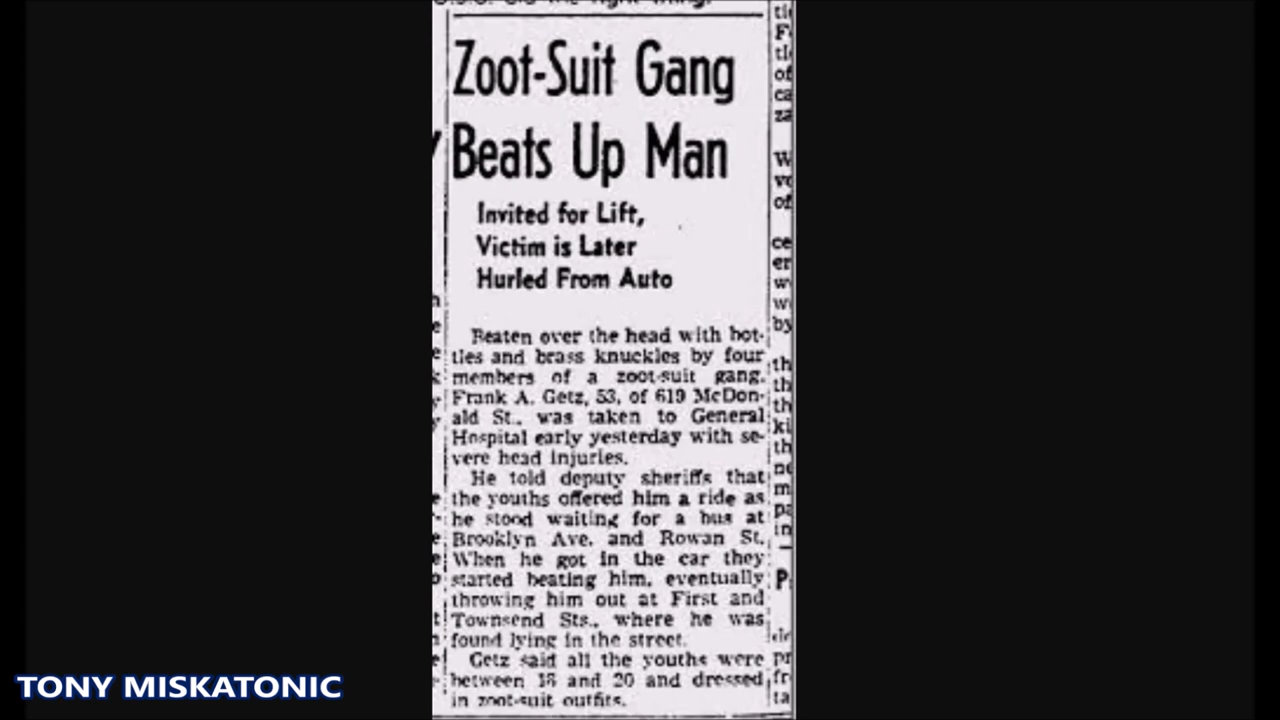 Zoot-Suit Gang
Beats Up Man
Invited for Lift,
Victim is Later
Hurled From Auto
Beaten over the head with bot-
tles and brass knuckles by four
members of a zoot-suit gang,
Frank A. Getz, 53, of 619 McDon-
ald St., was taken to General
Hospital early yesterday with se-
vere head injuries.
He told deputy sheriffs that
the youths offered him a ride as
he stood waiting for a bus at
Brooklyn Ave. and Rowan St.
When he got in the car they
started beating him, eventually
throwing him out at First and
Townsend Sts., where he was
found lying in the street.
Getz said all the youths were
between 18 and 20 and dressed
in zoot-suit outfits.
TONY MISKATONIC